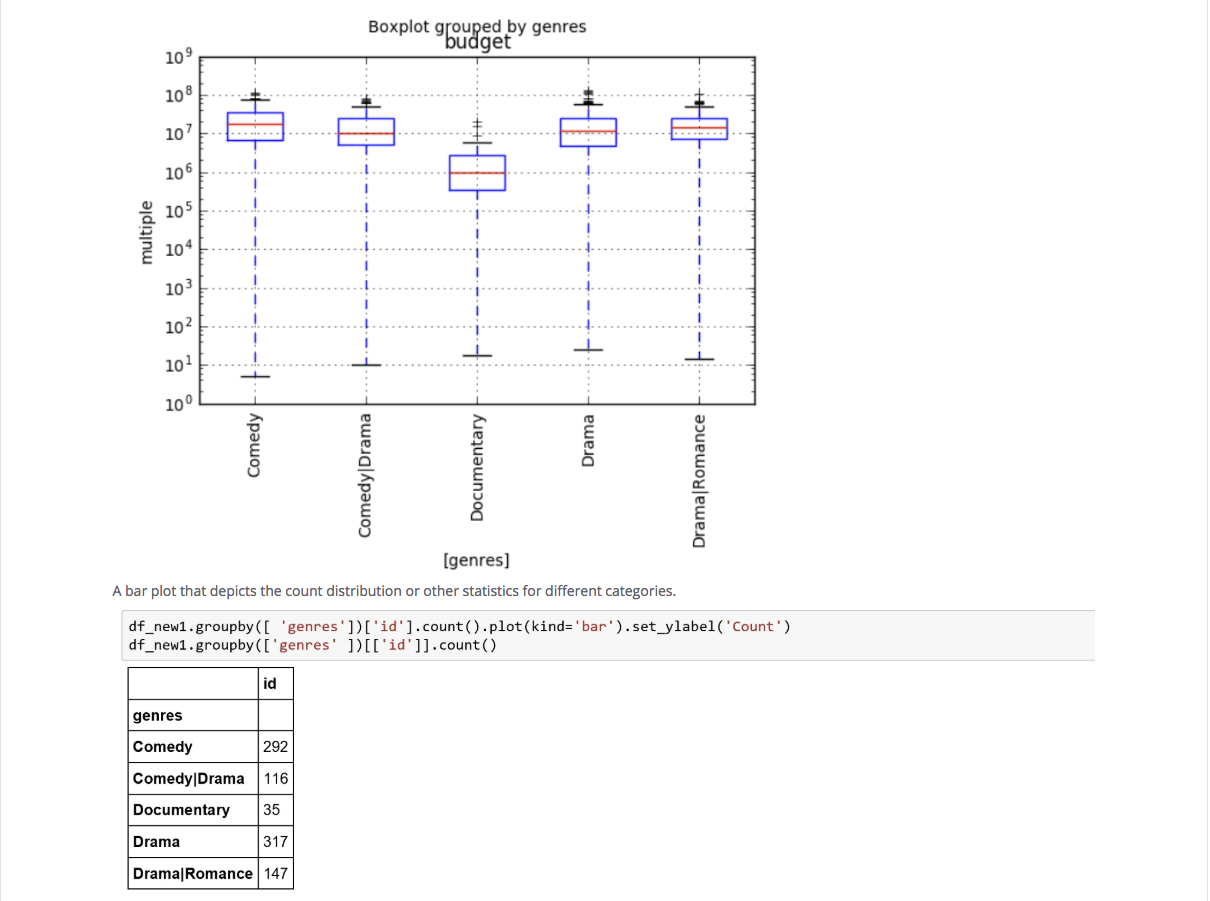 Boxplot grouped by genres
budget
10^9
10^8
10^7
10^6
10^5
10^4
10^3
10^2
10^1
10^0
multiple
Comedy
Comedy|Drama
Documentary
Drama
Drama|Romance
[genres]
A bar plot that depicts the count distribution or other statistics for different categories.
df_new1.groupby([ 'genres'])['id'].count().plot(kind='bar').set_ylabel('Count')
df_new1.groupby(['genres' ])[['id']].count()
id
genres
Comedy 292
Comedy|Drama 116
Documentary 35
Drama 317
Drama|Romance 147